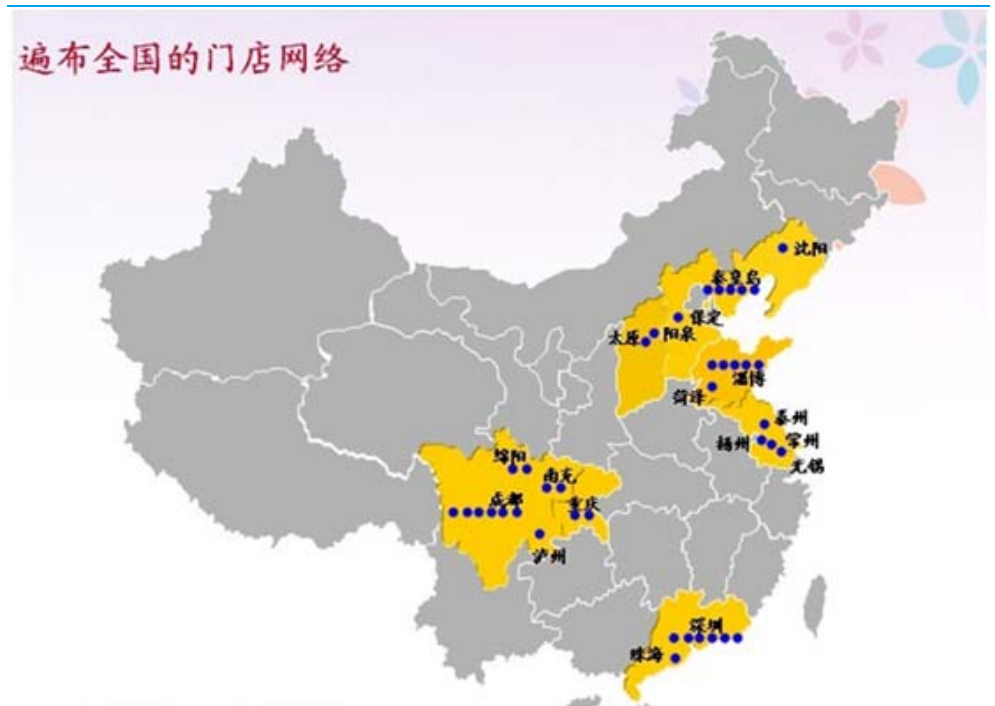 遍布全国的门店网络
沈阳
秦皇岛
保定
阳泉
太原
淄博
菏泽
泰州
扬州
常州
无锡
绵阳
南充
成都
重庆
泸州
深圳
珠海